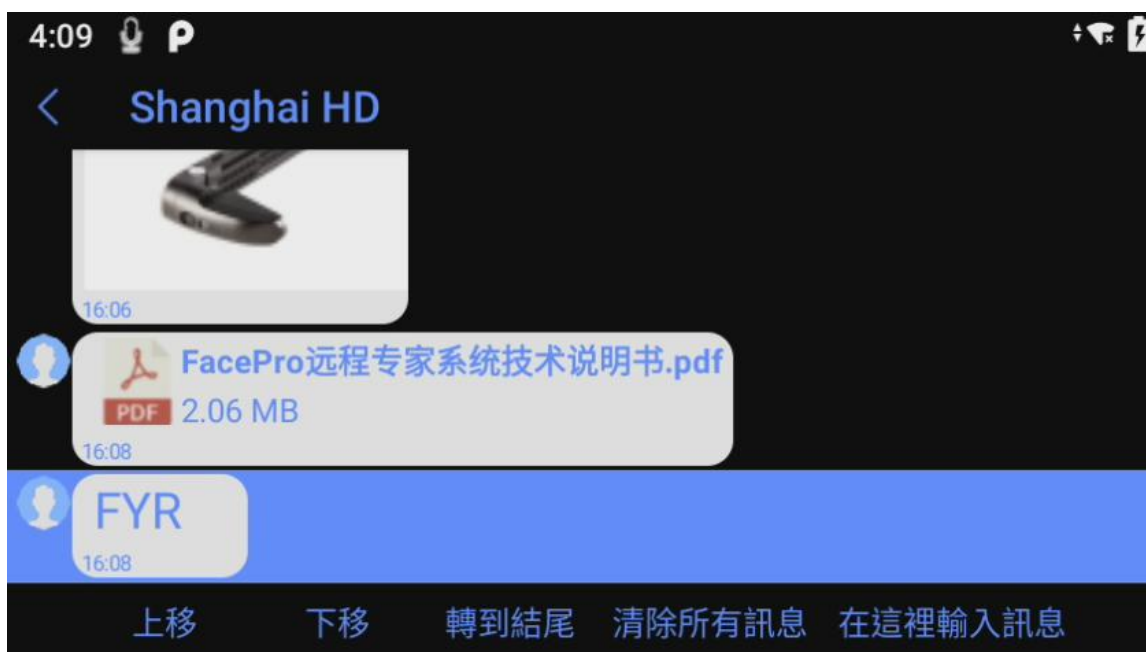 4:09
Shanghai HD
16:06
FacePro远程专家系统技术说明书.pdf
PDF 2.06 MB
16:08
FYR
16:08
上移 下移 轉到結尾 清除所有訊息 在這裡輸入訊息